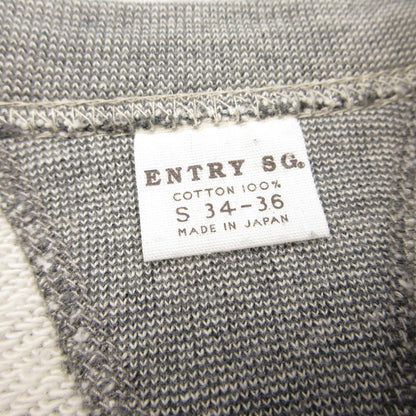 ENTRY SG®
COTTON 100%
S 34-36
MADE IN JAPAN